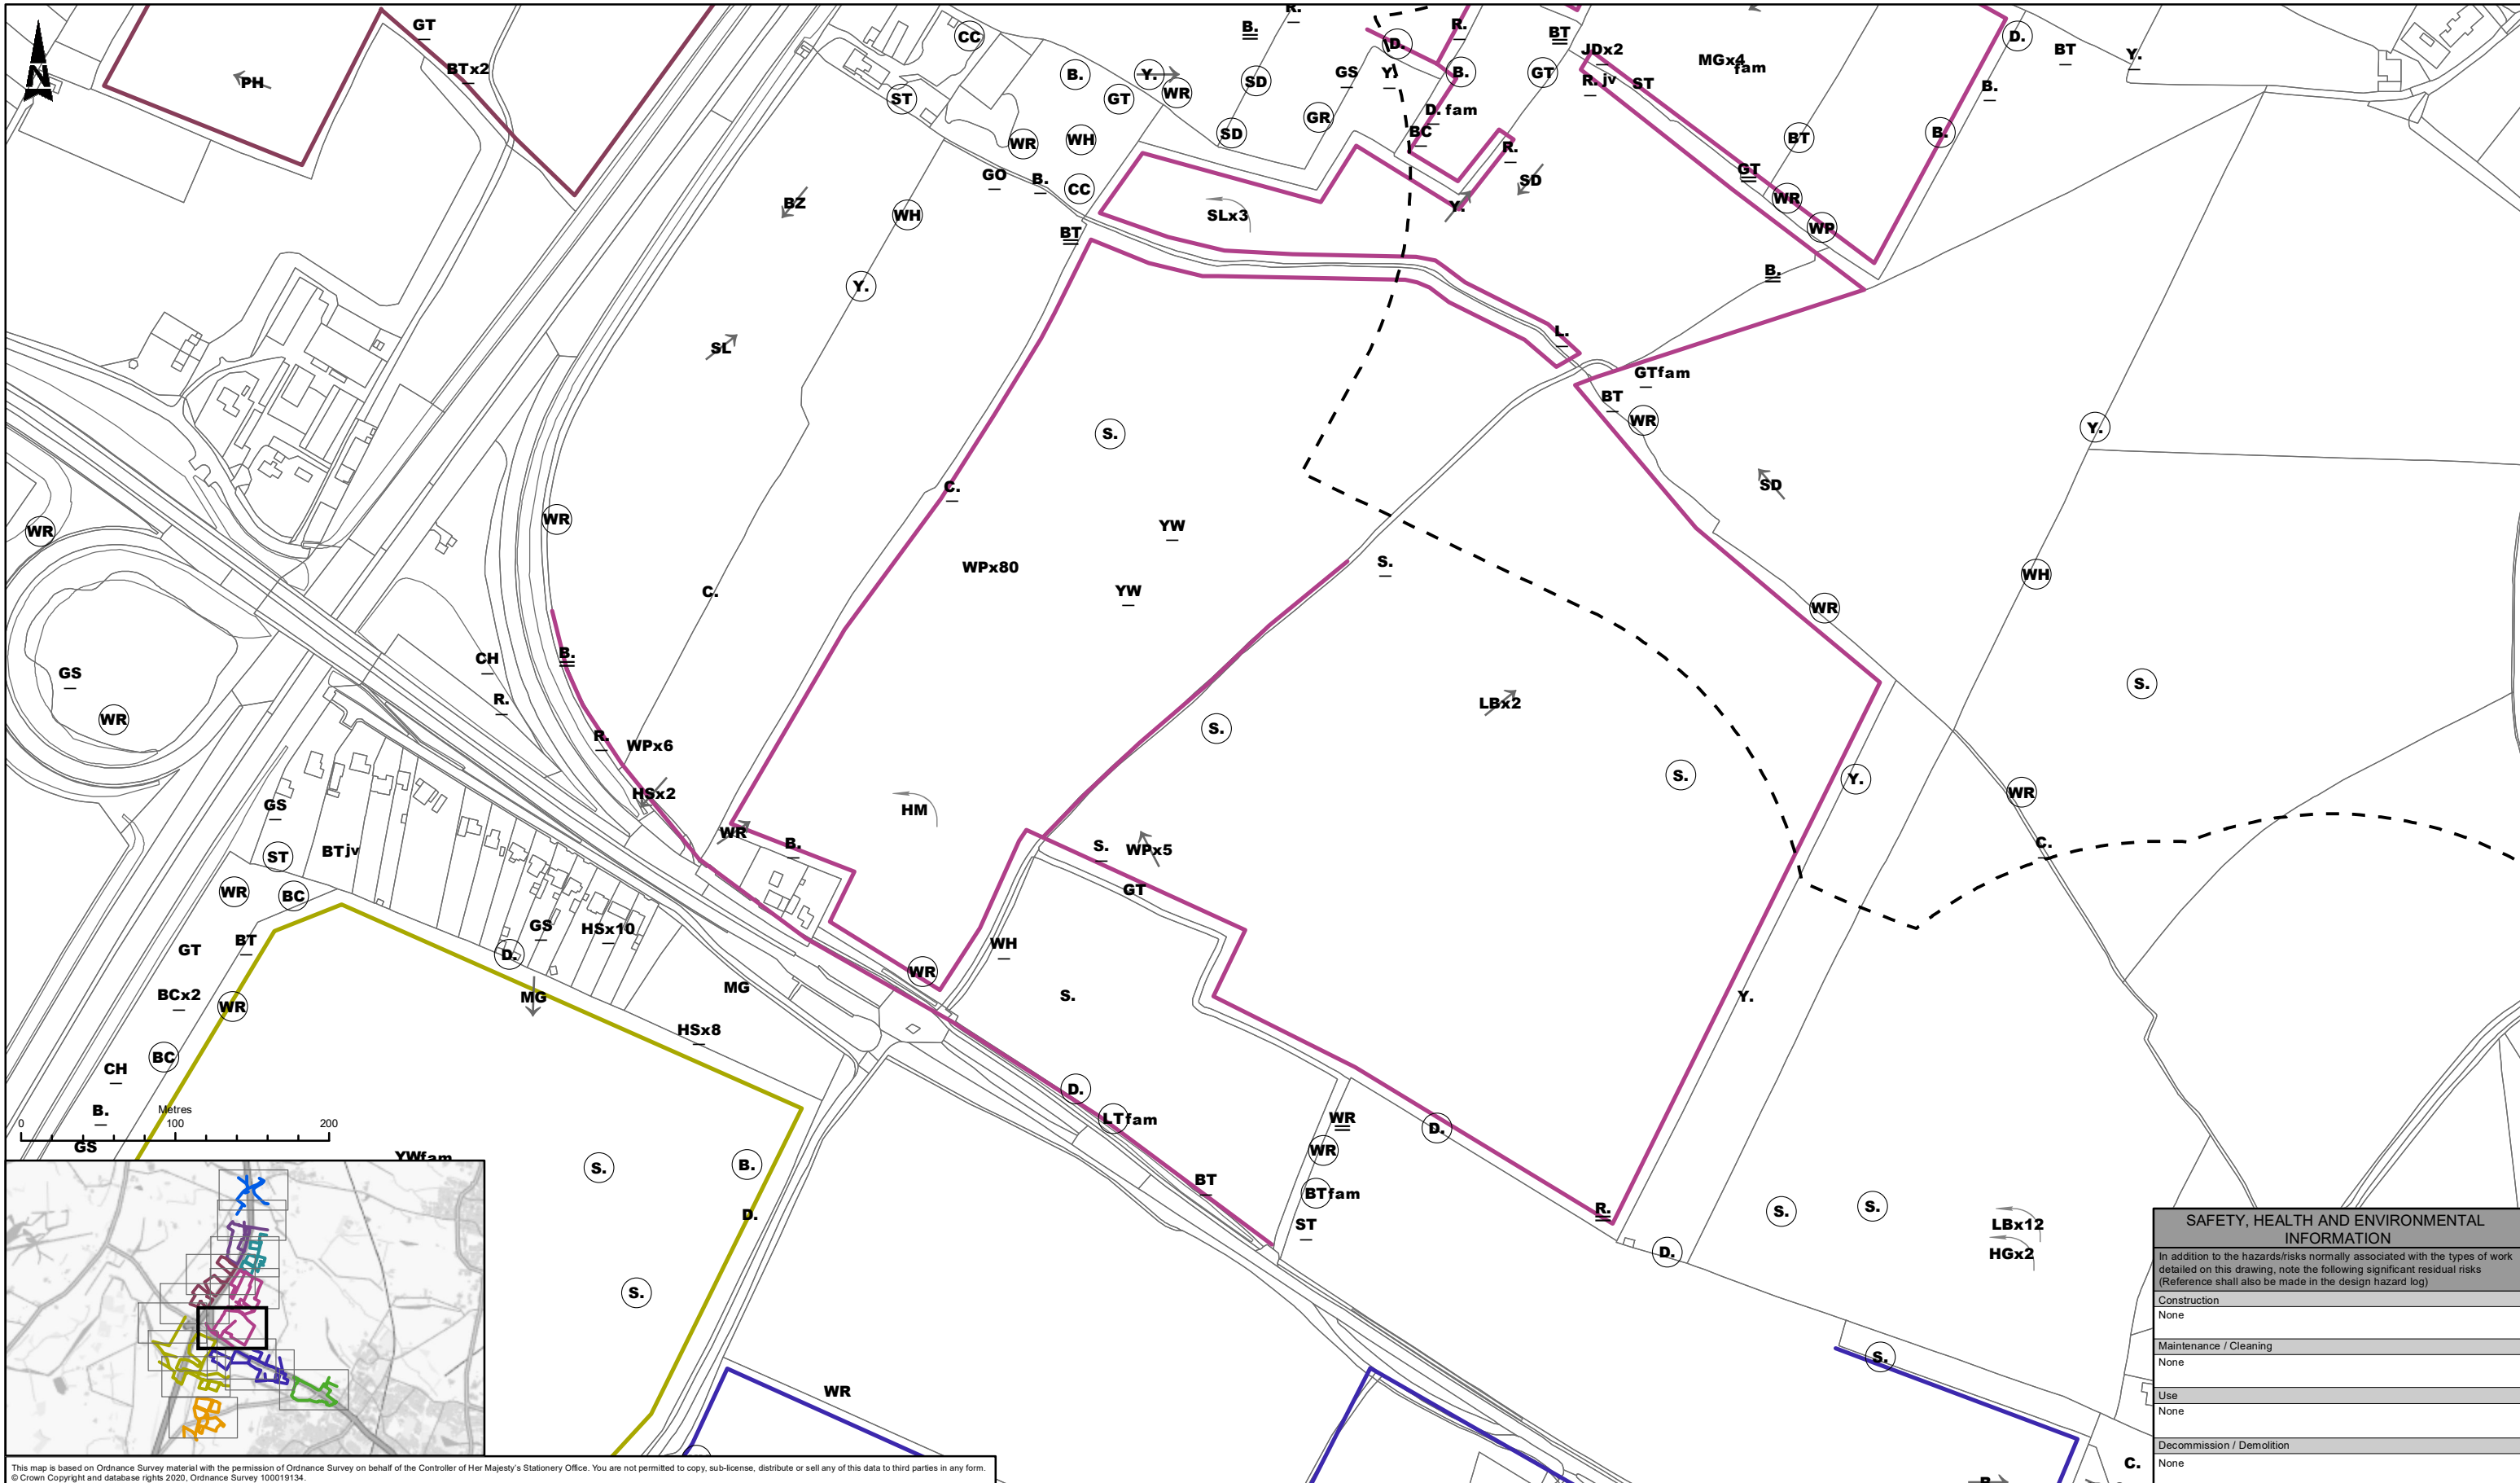 N
GT
BTx2
PH
CC
ST
B.
Y.
WR
GT
WR
WH
GO
B.
CC
BT
BZ
WH
Y.
SL
B.
R.
SD
SD
GS
GR
D.
Y.
R.
B.
D. fam
BC
R.
SD
Y.
SLx3
BT
GT
JDx2
R. jv
ST
MGx4
fam
BT
GT
WR
WP
B.
B.
B.
D.
BT
Y.
L.
GTfam
BT
WR
SD
Y.
WH
WR
S.
C.
S.
YW
WPx80
YW
S.
C.
WR
WR
GS
WR
CH
R.
B.
R.
WPx6
HSx2
WR
B.
HM
S.
WPx5
GT
S.
LBx2
S.
Y.
WR
C.
GS
ST
BTjv
WR
BC
GT
BT
BCx2
WR
BC
CH
B.
GS
GS
HSx10
D.
MG
MG
HSx8
WR
WH
S.
Y.
D.
LTfam
WR
WR
BTfam
ST
BT
D.
R.
D.
S.
S.
LBx12
HGx2
Metres
0
100
200
YWfam
S.
B.
D.
S.
WR
S.
C.
SAFETY, HEALTH AND ENVIRONMENTAL
INFORMATION
In addition to the hazards/risks normally associated with the types of work
detailed on this drawing, note the following significant residual risks
(Reference shall also be made in the design hazard log)
Construction
None
Maintenance / Cleaning
None
Use
None
Decommission / Demolition
None
This map is based on Ordnance Survey material with the permission of Ordnance Survey on behalf of the Controller of Her Majesty's Stationery Office. You are not permitted to copy, sub-license, distribute or sell any of this data to third parties in any form.
© Crown Copyright and database rights 2020, Ordnance Survey 100019134.